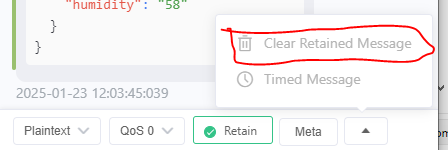 "humidity": "58"
}
}
2025-01-23 12:03:45:039
Clear Retained Message
Timed Message
Plaintext QoS 0 Retain Meta